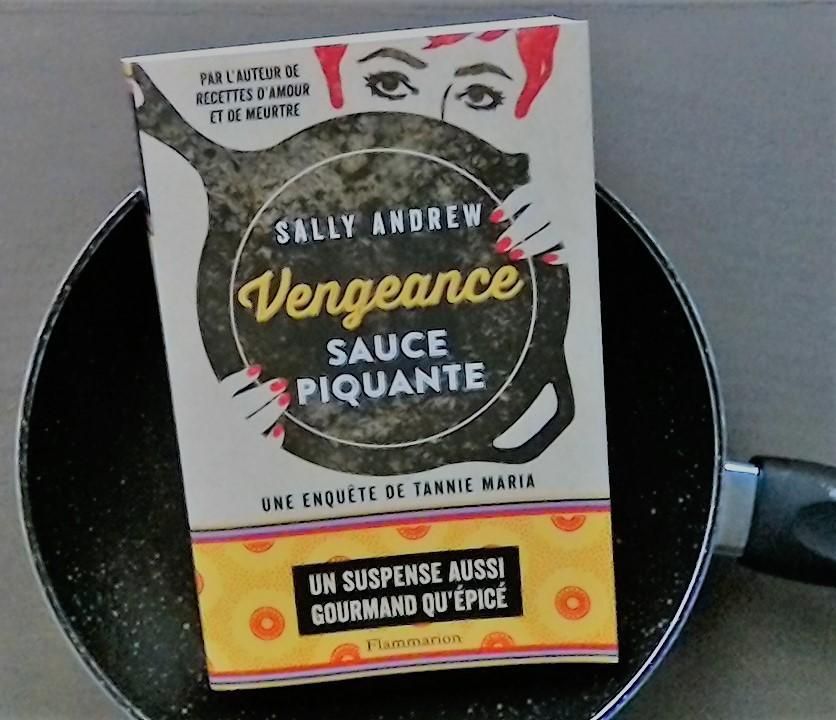 PAR L'AUTEUR DE
RECETTES D'AMOUR
ET DE MEURTRE
SALLY ANDREW
Vengeance
SAUCE
PIQUANTE
UNE ENQUÊTE DE TANNIE MARIA
UN SUSPENSE AUSSI
GOURMAND QU'ÉPICÉ
Flammarion